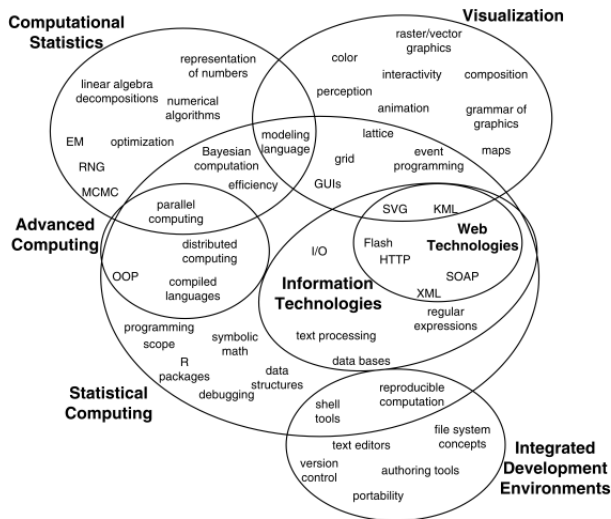 Computational
Statistics
representation
of numbers
linear algebra
decompositions
numerical
algorithms
EM
optimization
RNG
MCMC
Bayesian
computation
efficiency
modeling
language
Visualization
raster/vector
graphics
color
interactivity
composition
perception
animation
grammar of
graphics
lattice
grid
event
programming
maps
GUIs
Advanced
Computing
parallel
computing
distributed
computing
OOP
compiled
languages
SVG
KML
Web
Technologies
Flash
HTTP
SOAP
XML
I/O
Information
Technologies
regular
expressions
text processing
data bases
programming
scope
symbolic
math
R
packages
data
structures
debugging
Statistical
Computing
reproducible
computation
shell
tools
text editors
file system
concepts
version
control
authoring tools
portability
Integrated
Development
Environments